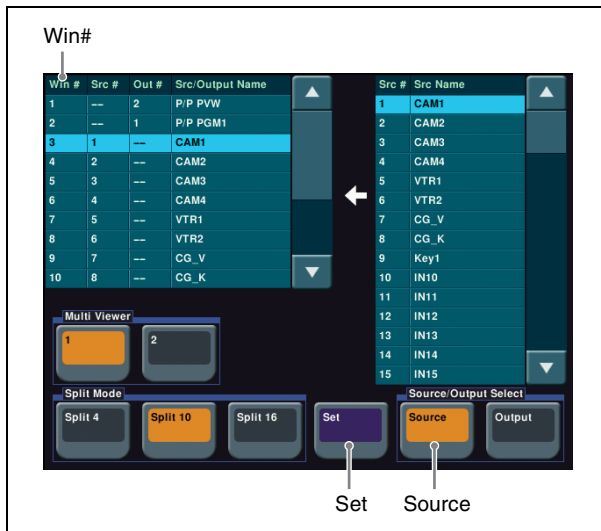 Win#
Win # Src # Out # Src/Output Name
1 -- 2 P/P PVW
2 -- 1 P/P PGM1
3 1 -- CAM1
4 2 -- CAM2
5 3 -- CAM3
6 4 -- CAM4
7 5 -- VTR1
8 6 -- VTR2
9 7 -- CG_V
10 8 -- CG_K
Src # Src Name
1 CAM1
2 CAM2
3 CAM3
4 CAM4
5 VTR1
6 VTR2
7 CG_V
8 CG_K
9 Key1
10 IN10
11 IN11
12 IN12
13 IN13
14 IN14
15 IN15
Multi Viewer
1 2
Split Mode
Split 4 Split 10 Split 16
Set
Source/Output Select
Source Output
Set Source